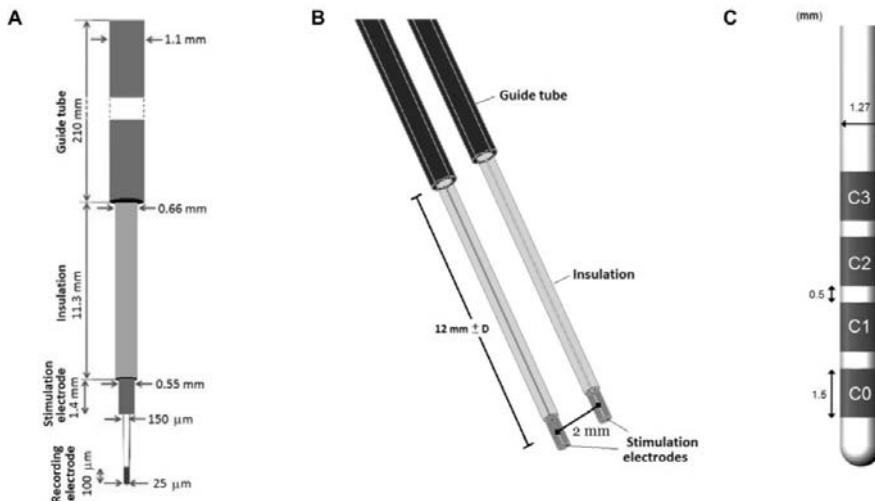 A
1.1 mm
Guide tube
210 mm
0.66 mm
Insulation
11.3 mm
0.55 mm
Stimulation
electrode
1.4 mm
150 μm
Recording
electrode
100 μm
25 μm
B
Guide tube
Insulation
12 mm ± D
2 mm
Stimulation
electrodes
C
(mm)
1.27
C3
C2
0.5
C1
1.5
C0